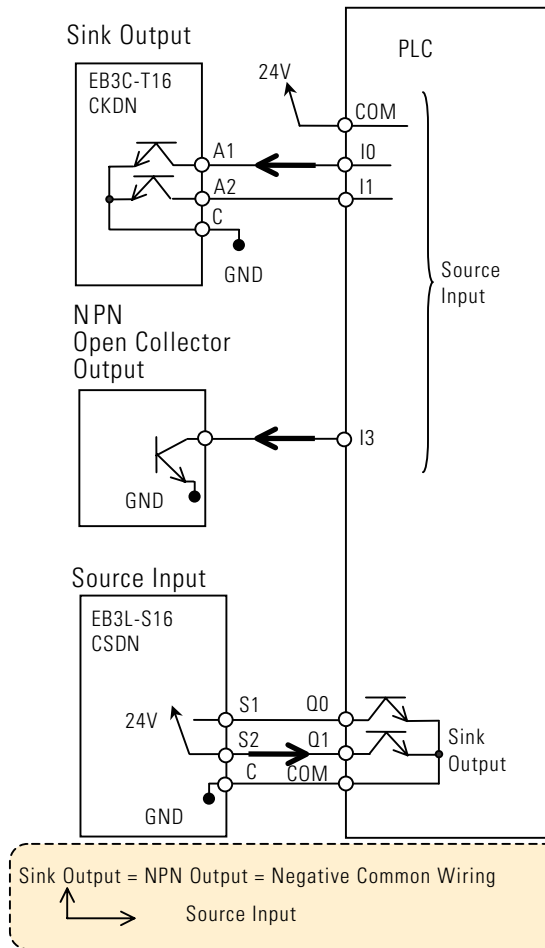 Sink Output
PLC
EB3C-T16
CKDN
24V
COM
A1
I0
A2
I1
C
GND
Source
Input
NPN
Open Collector
Output
I3
GND
Source Input
EB3L-S16
CSDN
S1
Q0
24V
S2
Q1
Sink
Output
C
COM
GND
Sink Output = NPN Output = Negative Common Wiring
Source Input